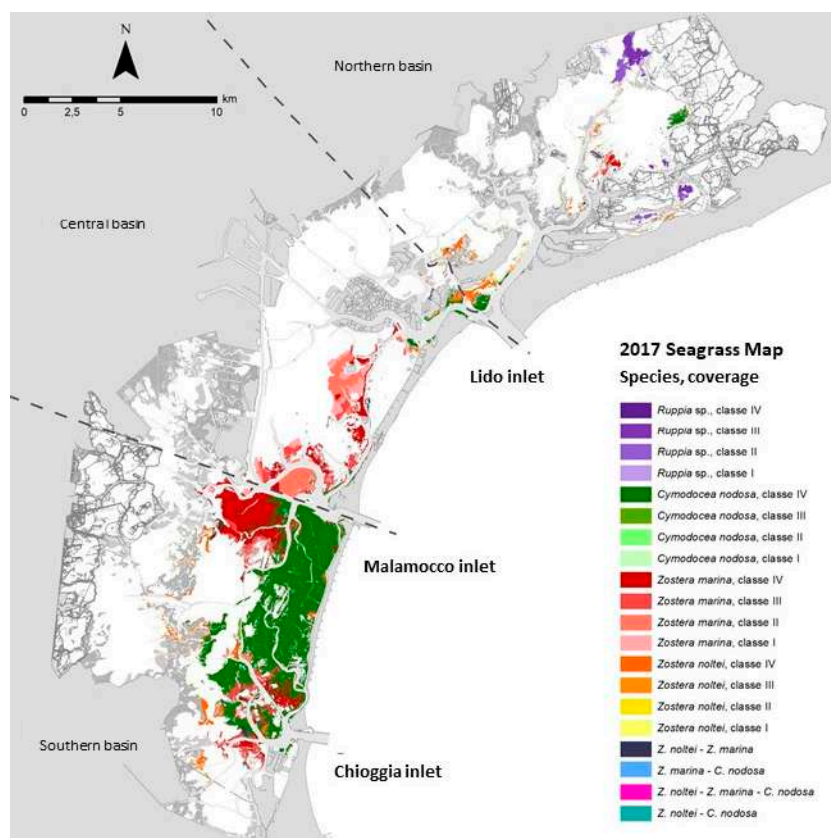 N
Northern basin
km
0 2,5 5 10
Central basin
Lido inlet
2017 Seagrass Map
Species, coverage
Ruppia sp., classe IV
Ruppia sp., classe III
Ruppia sp., classe II
Ruppia sp., classe I
Cymodocea nodosa, classe IV
Cymodocea nodosa, classe III
Cymodocea nodosa, classe II
Cymodocea nodosa, classe I
Zostera marina, classe IV
Zostera marina, classe III
Zostera marina, classe II
Zostera marina, classe I
Zostera noltei, classe IV
Zostera noltei, classe III
Zostera noltei, classe II
Zostera noltei, classe I
Z. noltei - Z. marina
Z. marina - C. nodosa
Z. noltei - Z. marina - C. nodosa
Z. noltei - C. nodosa
Malamocco inlet
Southern basin
Chioggia inlet